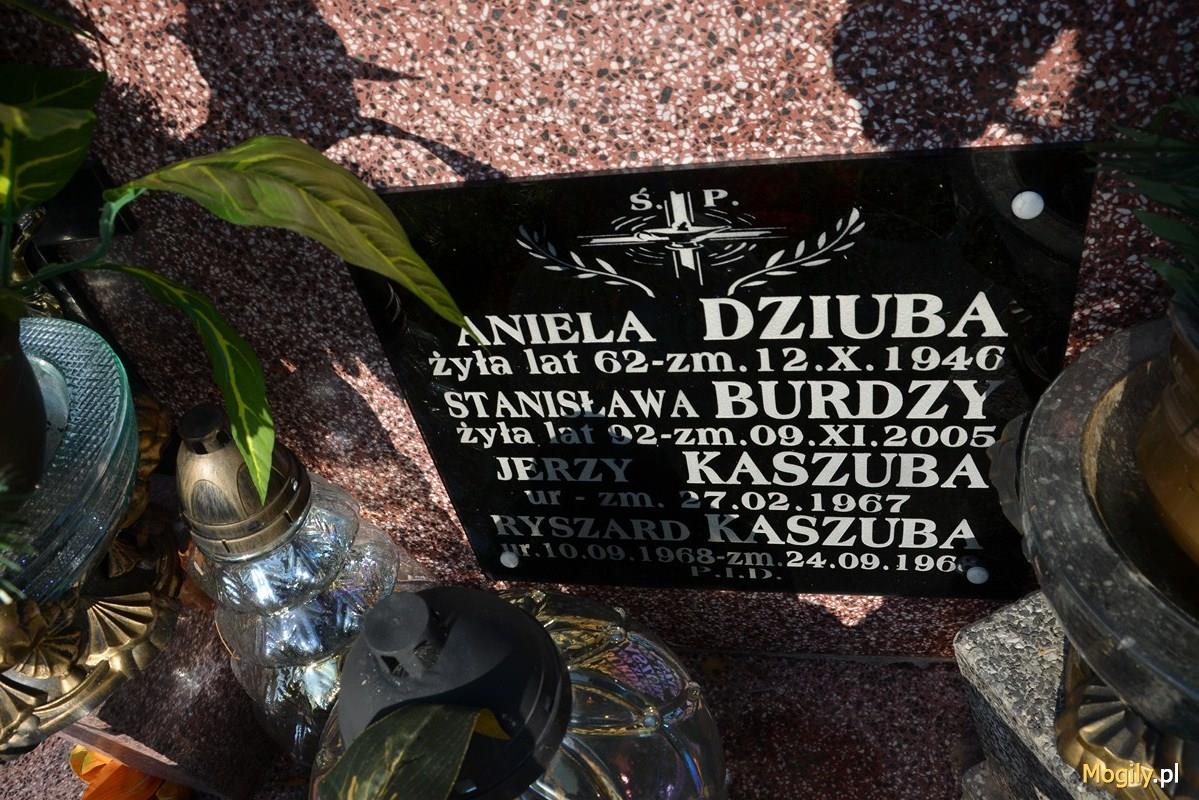 Ś. P.
ANIELA DZIUBA
żyła lat 62-zm.12.X.1946
STANISŁAWA BURDZY
żyła lat 92-zm.09.XI.2005
JERZY KASZUBA
ur - zm. 27.02.1967
RYSZARD KASZUBA
ur.10.09.1968-zm.24.09.1968
P.I.D.
Mogily.pl